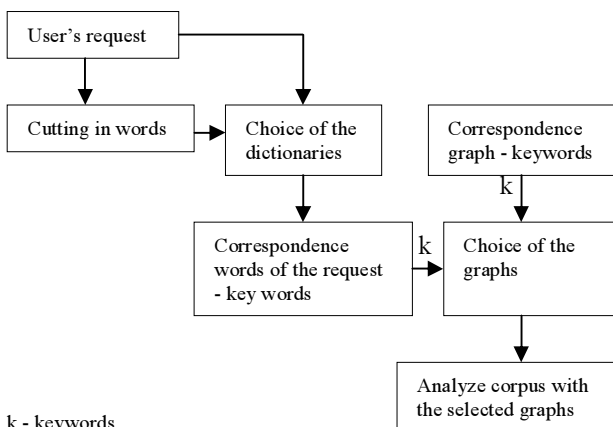 User's request
Cutting in words
Choice of the
dictionaries
Correspondence
graph - keywords
k
Correspondence
words of the request
- key words
k
Choice of the
graphs
Analyze corpus with
the selected graphs
k - keywords